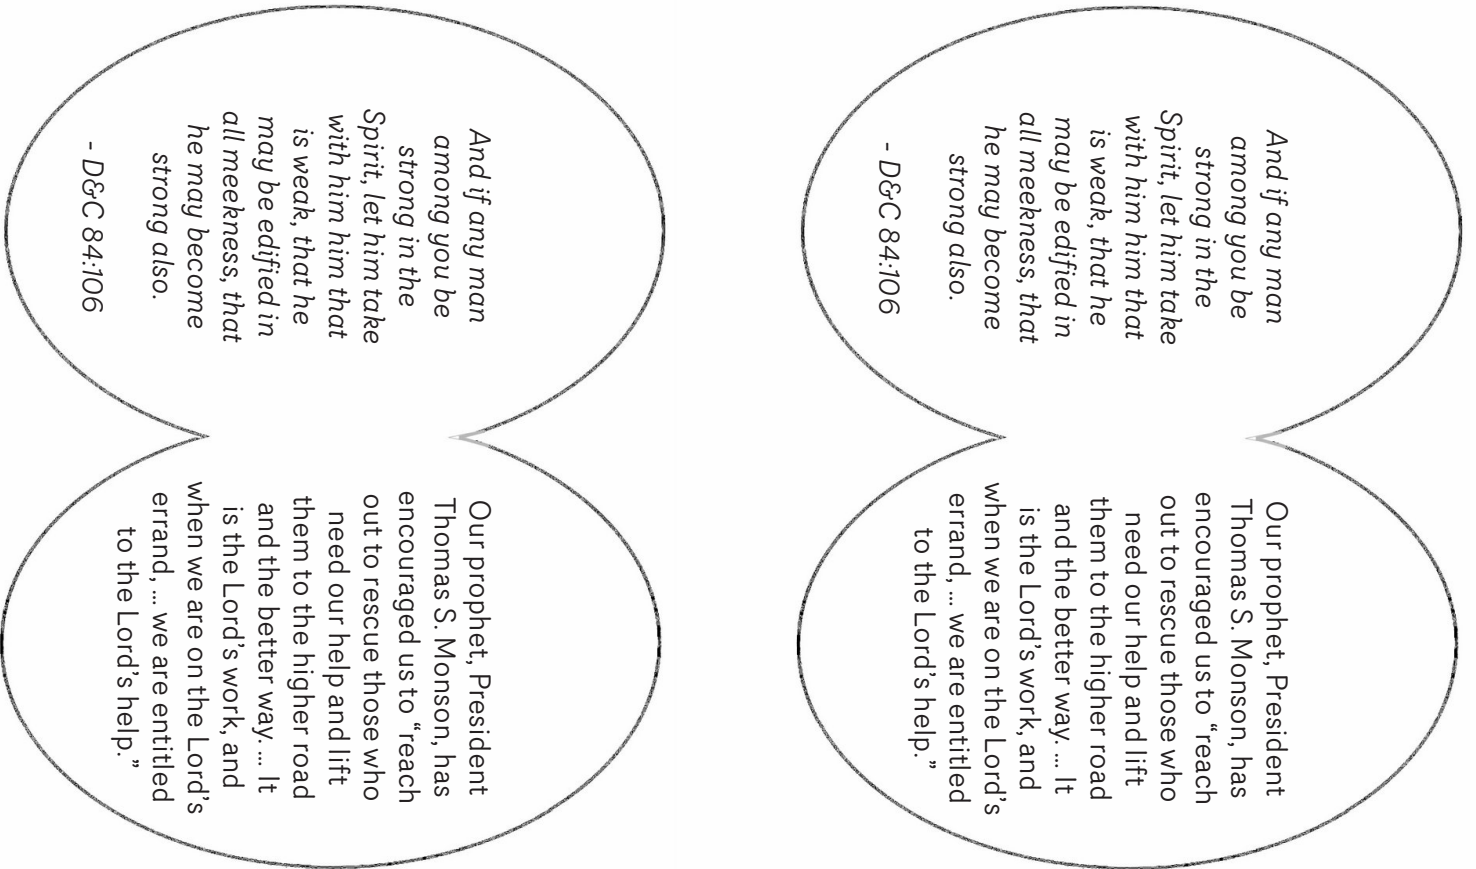 And if any man
among you be
strong in the
Spirit, let him take
with him him that
is weak, that he
may be edified in
all meekness, that
he may become
strong also.
- D&C 84:106
Our prophet, President
Thomas S. Monson, has
encouraged us to “reach
out to rescue those who
need our help and lift
them to the higher road
and the better way. ... It
is the Lord’s work, and
when we are on the Lord’s
errand, ... we are entitled
to the Lord’s help.”
And if any man
among you be
strong in the
Spirit, let him take
with him him that
is weak, that he
may be edified in
all meekness, that
he may become
strong also.
- D&C 84:106
Our prophet, President
Thomas S. Monson, has
encouraged us to “reach
out to rescue those who
need our help and lift
them to the higher road
and the better way. ... It
is the Lord’s work, and
when we are on the Lord’s
errand, ... we are entitled
to the Lord’s help.”